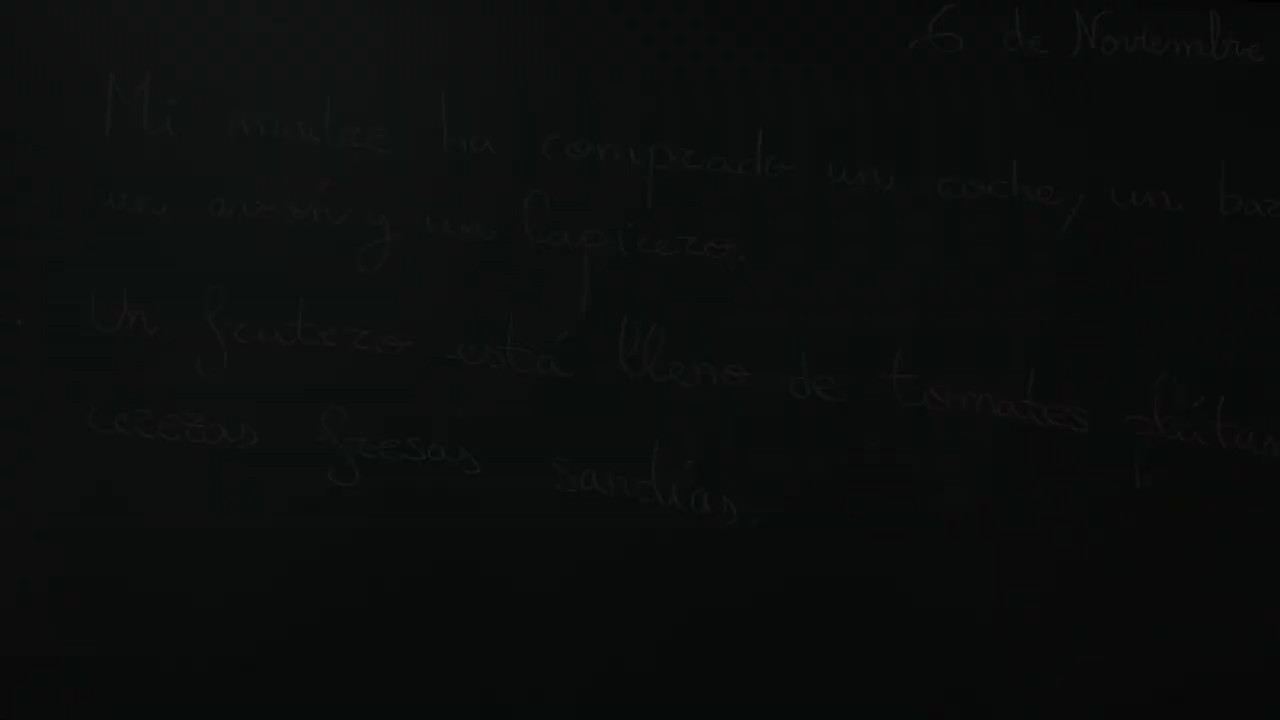 6 de Noviembre
Mi madre ha comprado un coche, un
un avión y un lapicero.
Un frutero está lleno de tomates
cerezas fresas sandías.